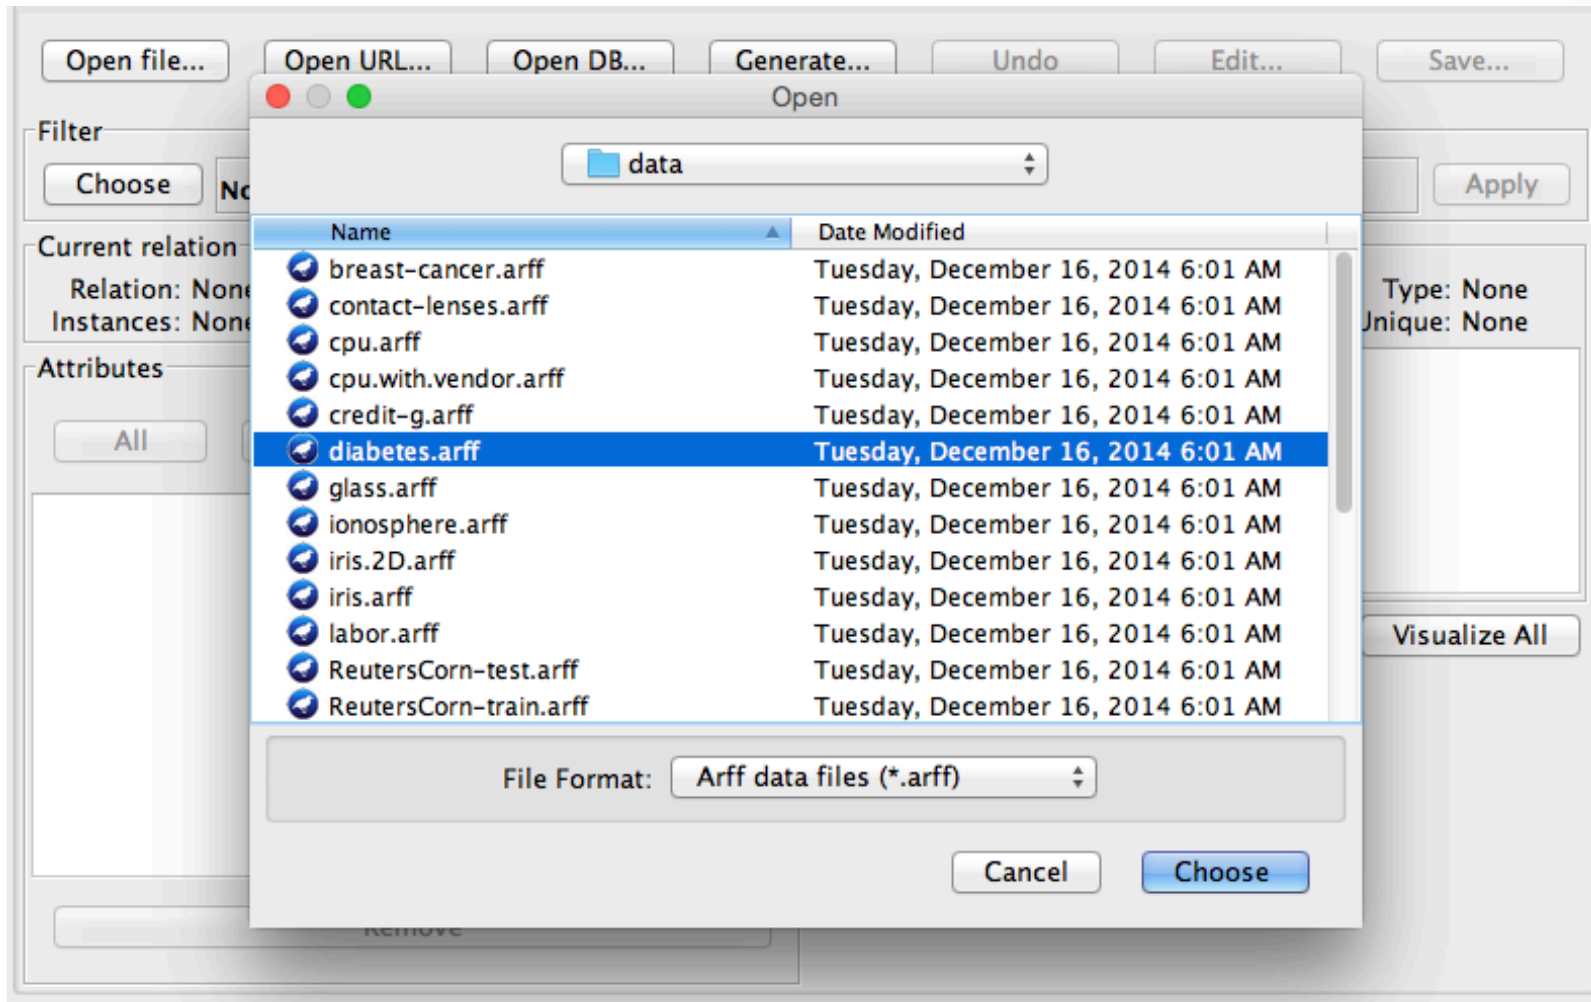 Open file... Open URL... Open DB... Generate... Undo Edit... Save...
Open
Filter
data
Choose Apply
Name Date Modified
Current relation
breast-cancer.arff Tuesday, December 16, 2014 6:01 AM
Relation: None Type: None
contact-lenses.arff Tuesday, December 16, 2014 6:01 AM
Instances: None Unique: None
cpu.arff Tuesday, December 16, 2014 6:01 AM
Attributes
cpu.with.vendor.arff Tuesday, December 16, 2014 6:01 AM
credit-g.arff Tuesday, December 16, 2014 6:01 AM
All
diabetes.arff Tuesday, December 16, 2014 6:01 AM
glass.arff Tuesday, December 16, 2014 6:01 AM
ionosphere.arff Tuesday, December 16, 2014 6:01 AM
iris.2D.arff Tuesday, December 16, 2014 6:01 AM
iris.arff Tuesday, December 16, 2014 6:01 AM
labor.arff Tuesday, December 16, 2014 6:01 AM
Visualize All
ReutersCorn-test.arff Tuesday, December 16, 2014 6:01 AM
ReutersCorn-train.arff Tuesday, December 16, 2014 6:01 AM
File Format: Arff data files (*.arff)
Cancel Choose
Remove